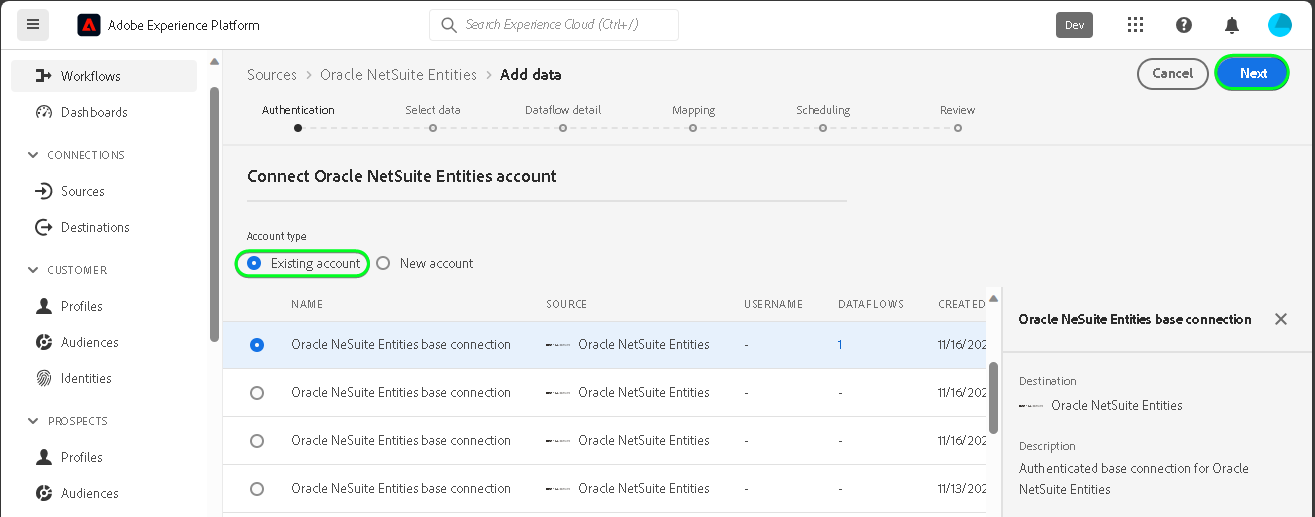 Adobe Experience Platform
Search Experience Cloud (Ctrl+/)
Dev
Workflows
Dashboards
CONNECTIONS
Sources
Destinations
CUSTOMER
Profiles
Audiences
Identities
PROSPECTS
Profiles
Audiences
Sources > Oracle NetSuite Entities > Add data
Cancel
Next
Authentication Select data Dataflow detail Mapping Scheduling Review
Connect Oracle NetSuite Entities account
Account type
Existing account New account
NAME SOURCE USERNAME DATAFLOWS CREATED
Oracle NeSuite Entities base connection Oracle NetSuite Entities - 1 11/16/202
Oracle NeSuite Entities base connection Oracle NetSuite Entities - - 11/16/202
Oracle NeSuite Entities base connection Oracle NetSuite Entities - - 11/16/202
Oracle NeSuite Entities base connection Oracle NetSuite Entities - - 11/13/202
Oracle NeSuite Entities base connection
Destination
Oracle NetSuite Entities
Description
Authenticated base connection for Oracle
NetSuite Entities